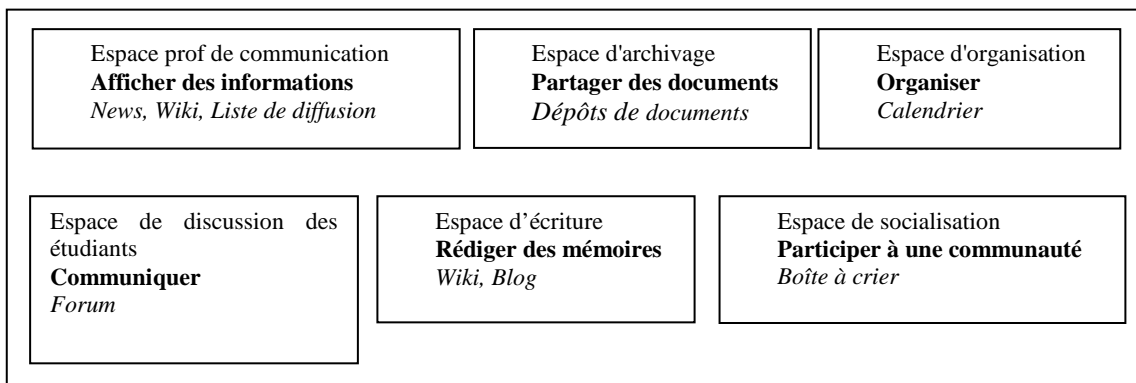 Espace prof de communication
Afficher des informations
News, Wiki, Liste de diffusion
Espace d'archivage
Partager des documents
Dépôts de documents
Espace d'organisation
Organiser
Calendrier
Espace de discussion des
étudiants
Communiquer
Forum
Espace d’écriture
Rédiger des mémoires
Wiki, Blog
Espace de socialisation
Participer à une communauté
Boîte à crier